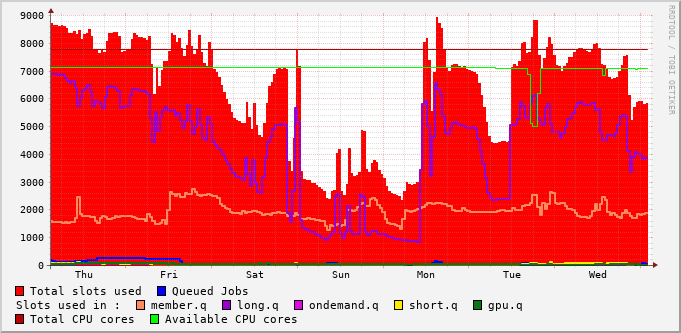 9000
8000
7000
6000
5000
4000
3000
2000
1000
0
Thu Fri Sat Sun Mon Tue Wed
RRDTOOL / TOBI OETIKER
Total slots used Queued Jobs
Slots used in : member.q long.q ondemand.q short.q gpu.q
Total CPU cores Available CPU cores